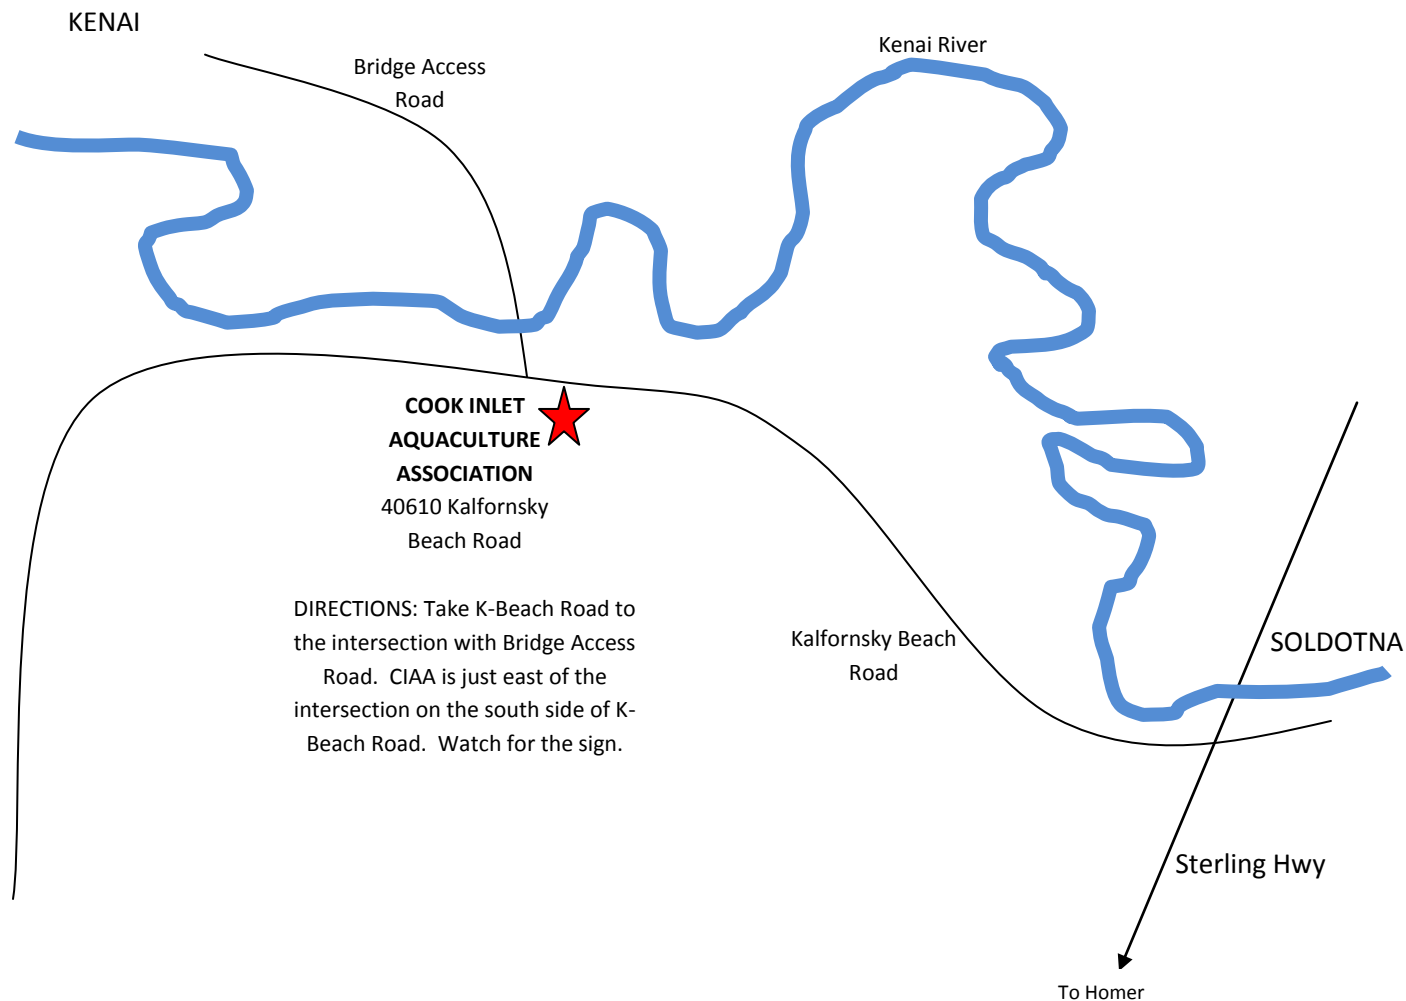 KENAI
Bridge Access
Road
Kenai River
COOK INLET
AQUACULTURE
ASSOCIATION
40610 Kalfornsky
Beach Road
DIRECTIONS: Take K-Beach Road to
the intersection with Bridge Access
Road.  CIAA is just east of the
intersection on the south side of K-
Beach Road.  Watch for the sign.
Kalfornsky Beach
Road
SOLDOTNA
Sterling Hwy
To Homer